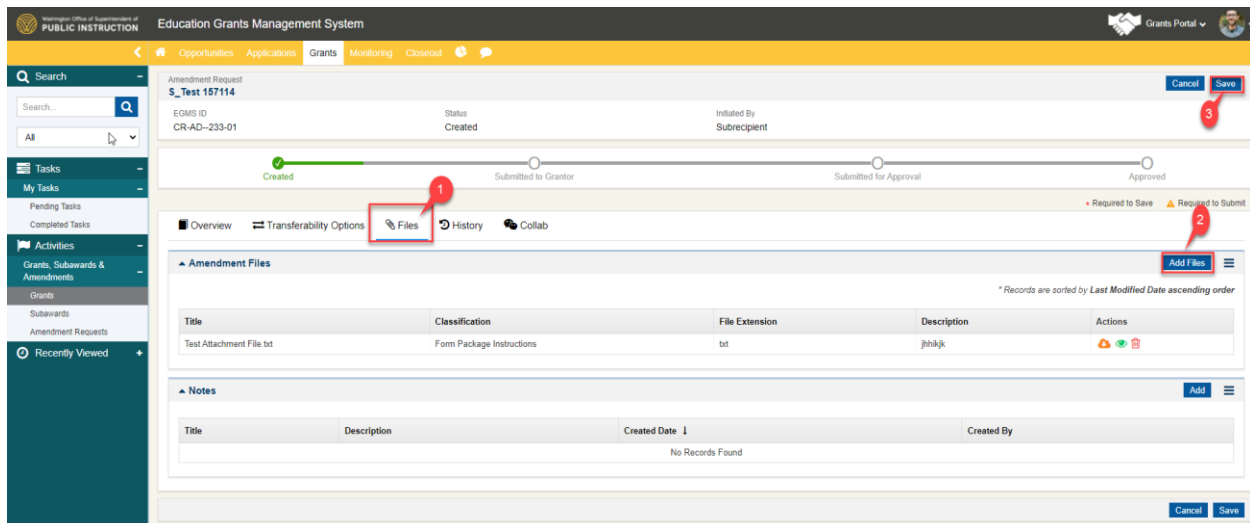 Washington Office of Superintendent of
PUBLIC INSTRUCTION
Education Grants Management System
Grants Portal
Opportunities Applications Grants Monitoring Closeout
Search
Search...
All
Tasks
My Tasks
Pending Tasks
Completed Tasks
Activities
Grants, Subawards &
Amendments
Grants
Subawards
Amendment Requests
Recently Viewed
Amendment Request
S_Test 157114
Cancel Save
3
EGMS ID Status Initiated By
CR-AD--233-01 Created Subrecipient
Created Submitted to Grantor Submitted for Approval Approved
1
Required to Save Required to Submit
2
Overview Transferability Options Files History Collab
Amendment Files Add Files
* Records are sorted by Last Modified Date ascending order
Title Classification File Extension Description Actions
Test Attachment File.txt Form Package Instructions txt jhhikjk
Notes Add
Title Description Created Date Created By
No Records Found
Cancel Save